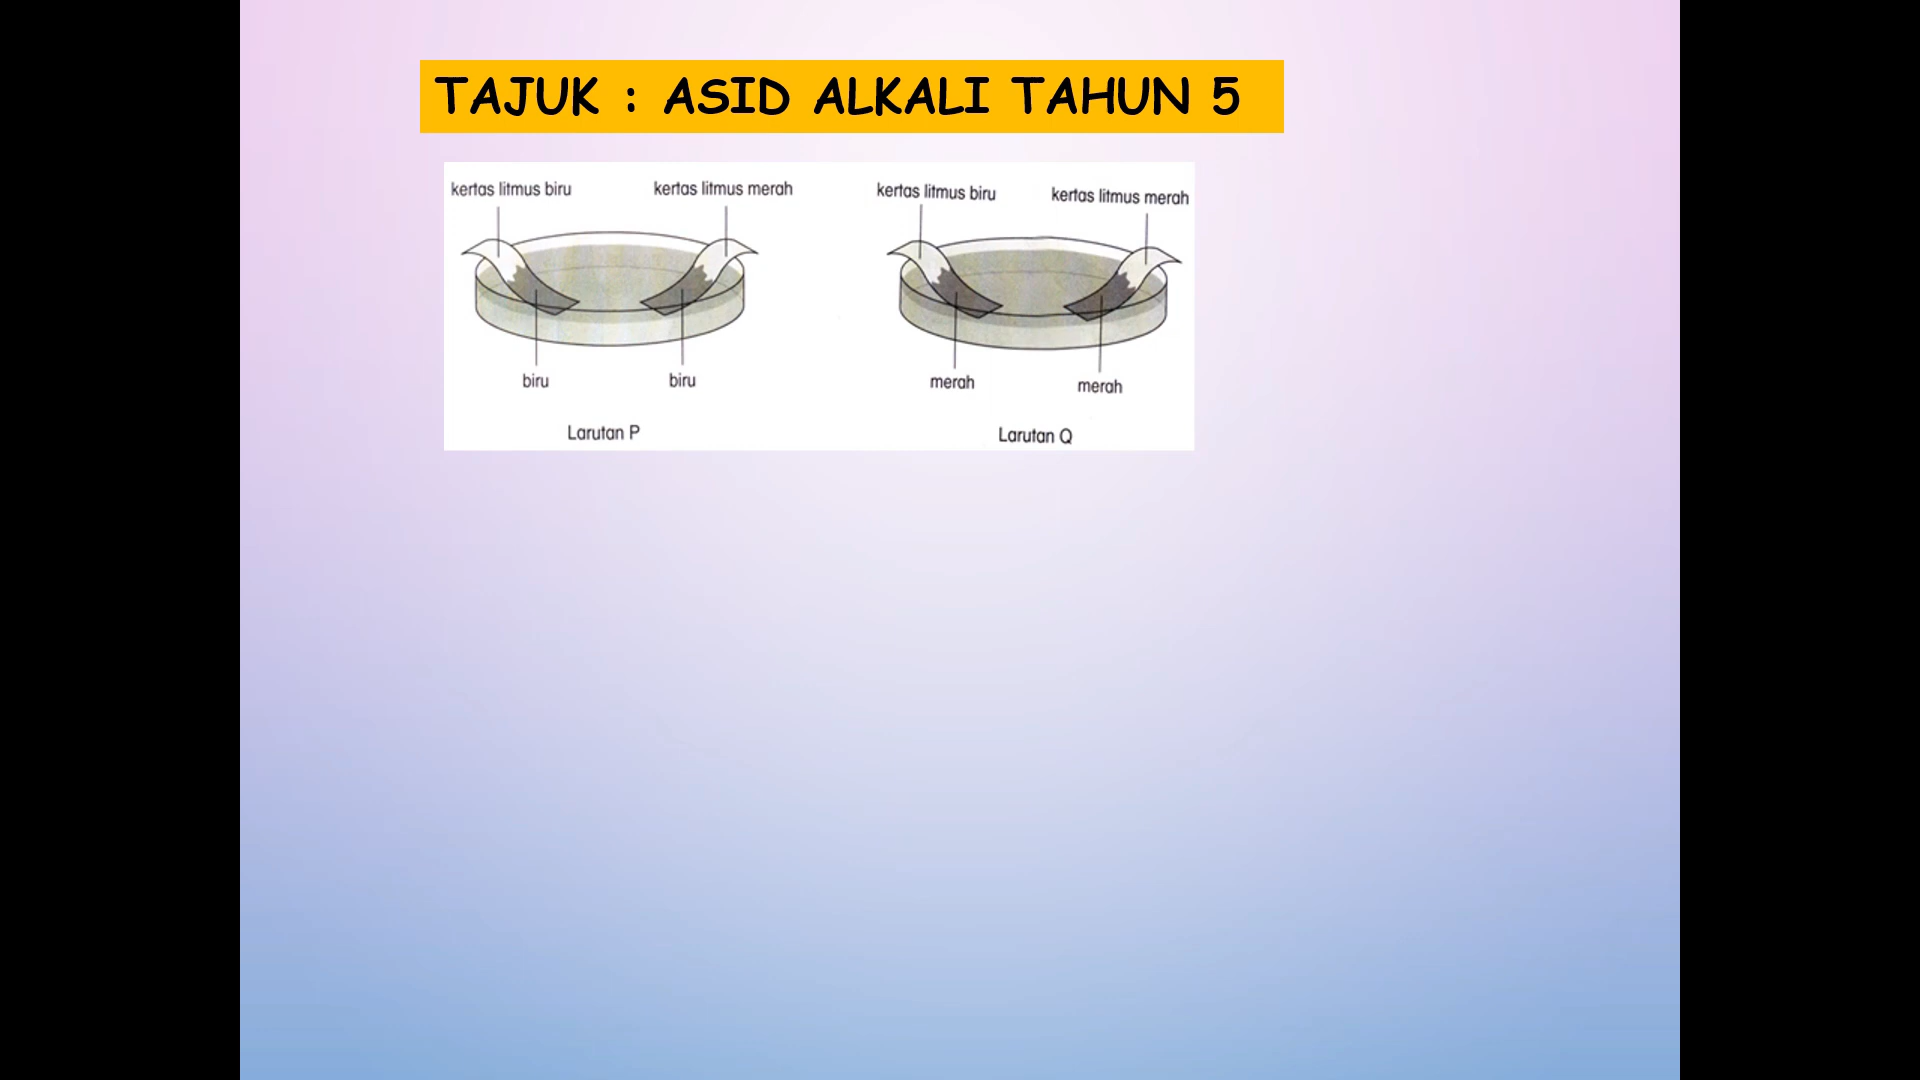 TAJUK : ASID ALKALI TAHUN 5
kertas litmus biru
kertas litmus merah
kertas litmus biru
kertas litmus merah
biru
biru
merah
merah
Larutan P
Larutan Q